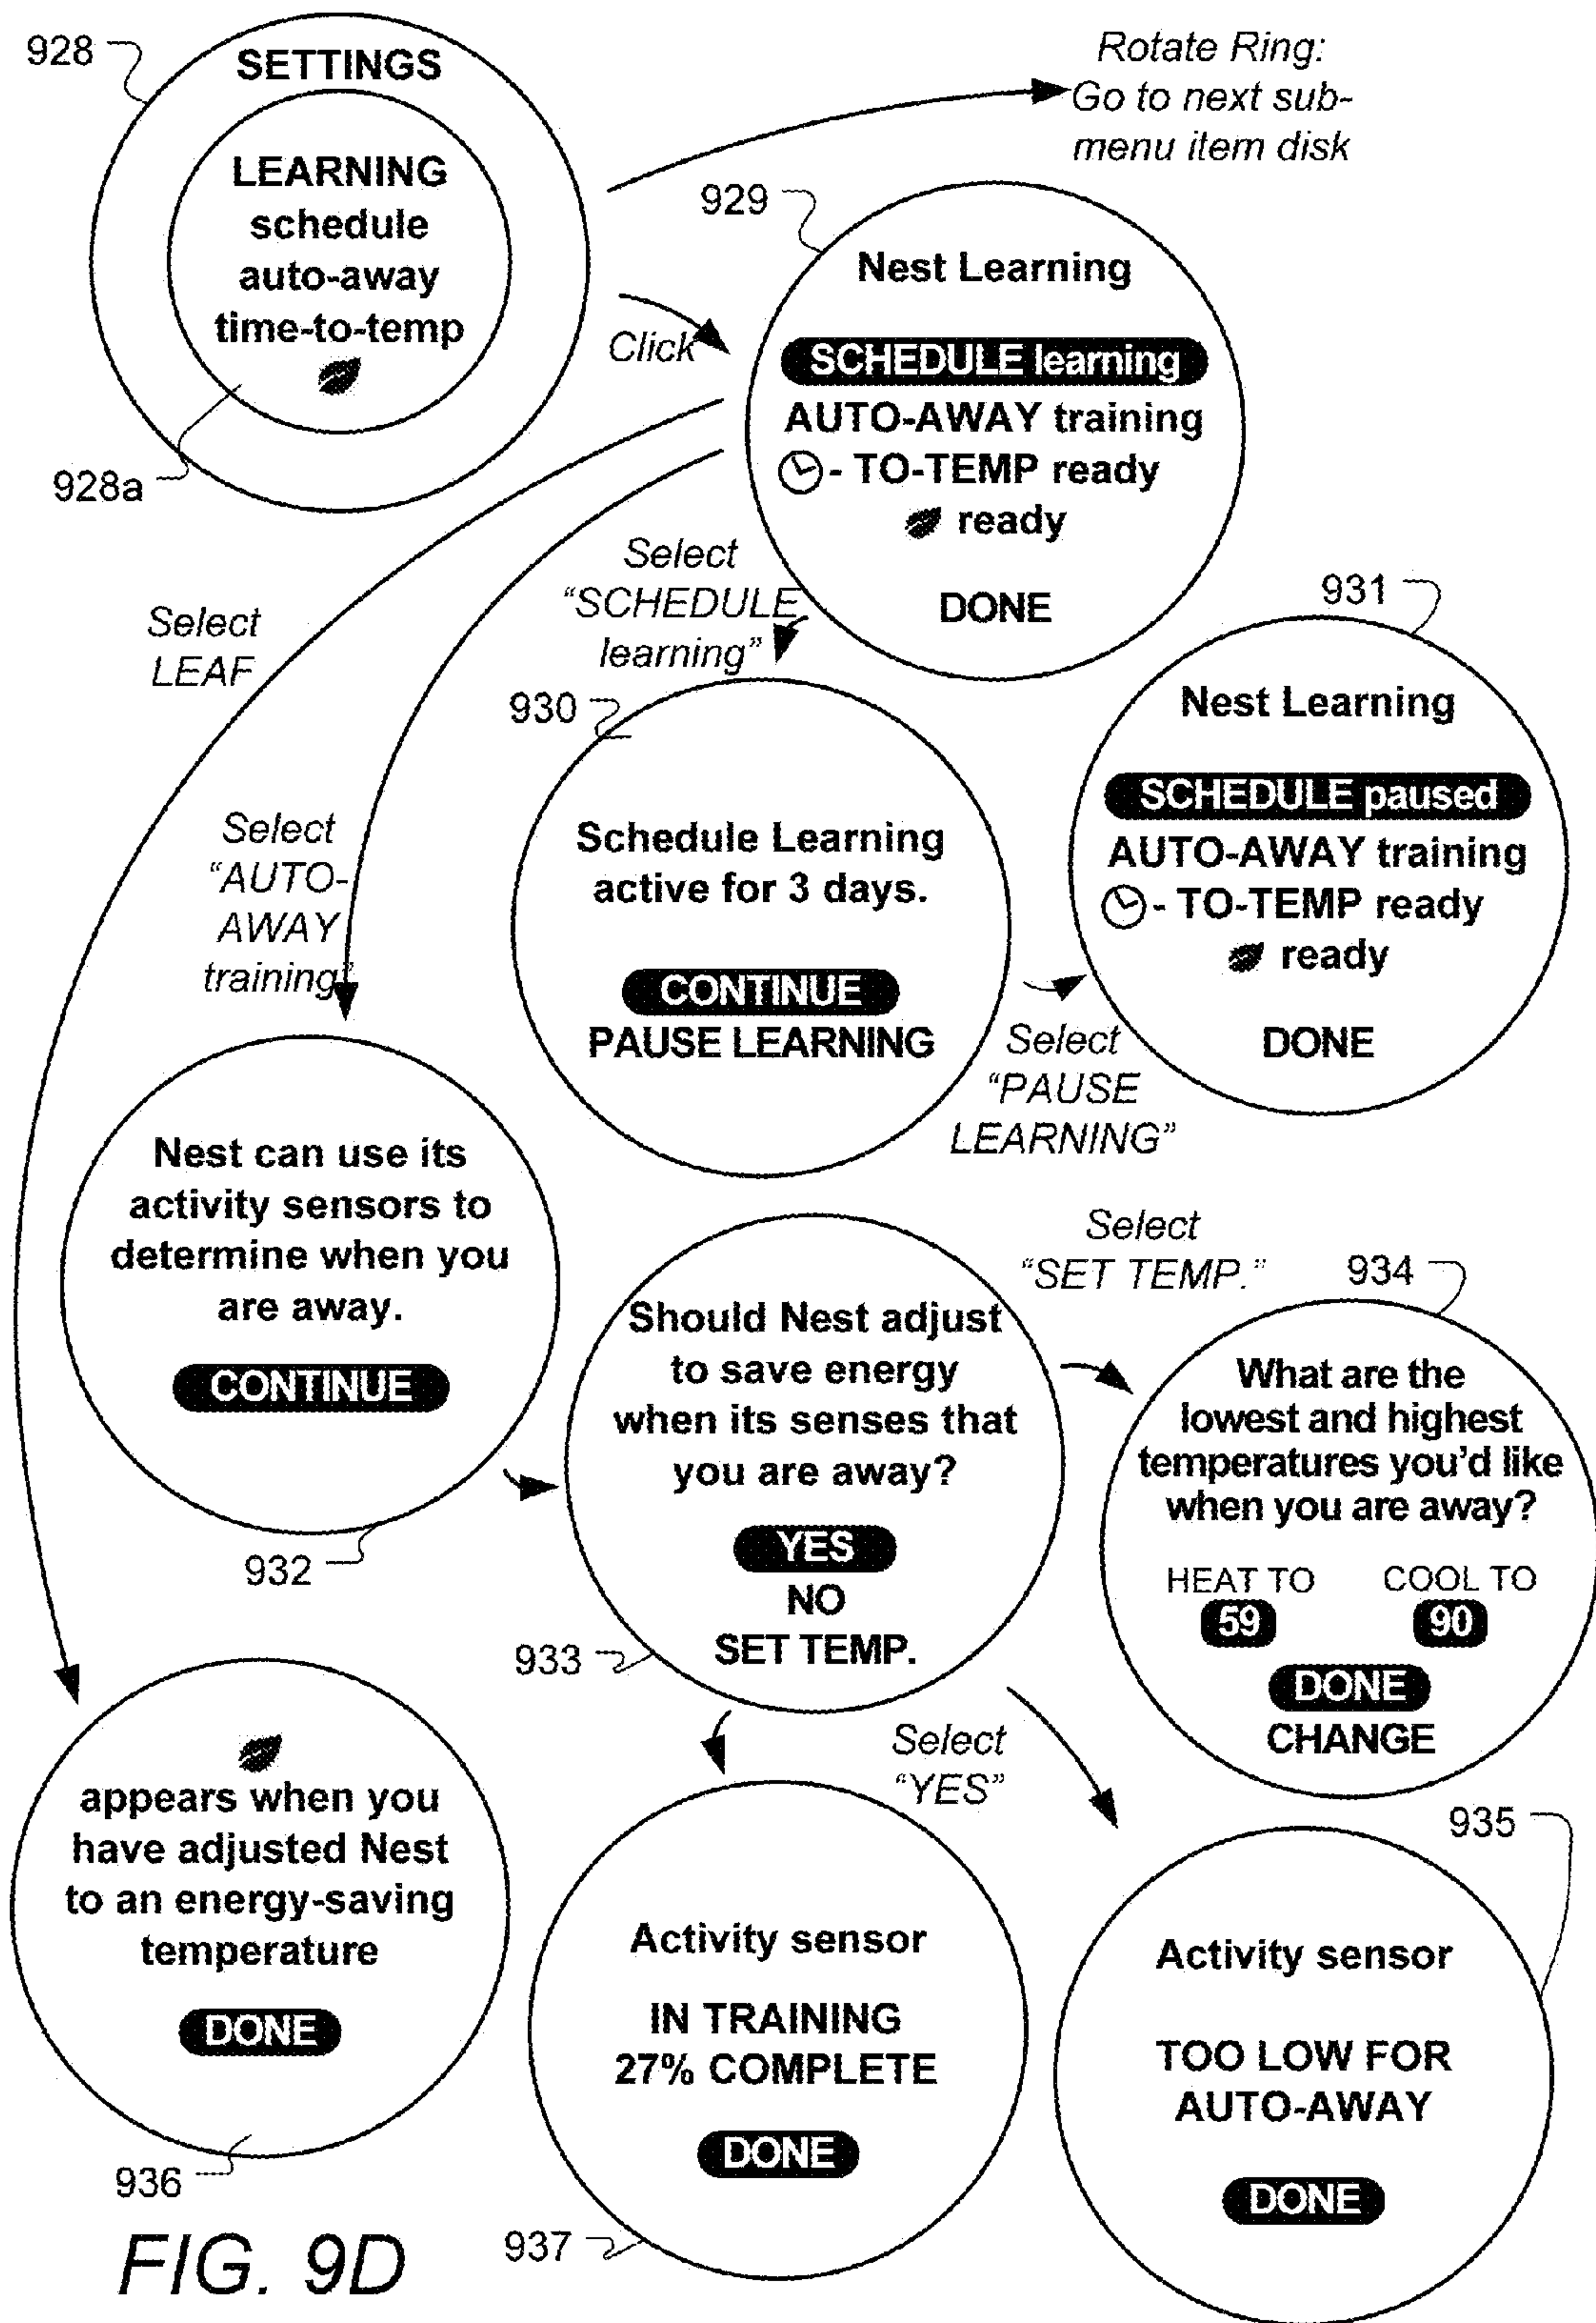 928
SETTINGS
LEARNING
schedule
auto-away
time-to-temp
928a
Rotate Ring:
Go to next sub-
menu item disk
Click
929
Nest Learning
SCHEDULE learning
AUTO-AWAY training
- TO-TEMP ready
ready
DONE
Select
LEAF
Select
"AUTO-
AWAY
training"
Select
“SCHEDULE
learning”
930
Schedule Learning
active for 3 days.
CONTINUE
PAUSE LEARNING
Select
“PAUSE
LEARNING”
931
Nest Learning
SCHEDULE paused
AUTO-AWAY training
- TO-TEMP ready
ready
DONE
Nest can use its
activity sensors to
determine when you
are away.
CONTINUE
932
Should Nest adjust
to save energy
when its senses that
you are away?
YES
NO
SET TEMP.
933
Select
“SET TEMP.”
934
What are the
lowest and highest
temperatures you’d like
when you are away?
HEAT TO COOL TO
59 90
DONE
CHANGE
Select
“YES”
appears when you
have adjusted Nest
to an energy-saving
temperature
DONE
936
Activity sensor
IN TRAINING
27% COMPLETE
DONE
937
935
Activity sensor
TOO LOW FOR
AUTO-AWAY
DONE
FIG. 9D